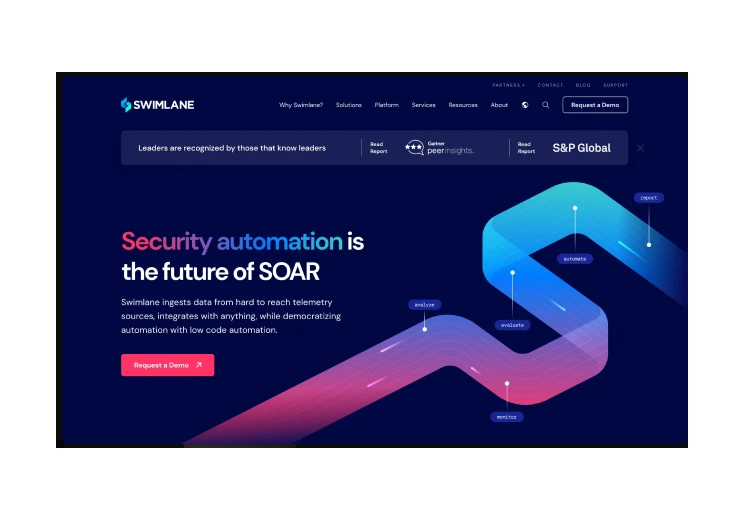 PARTNERS
CONTACT
BLOG
SUPPORT
SWIMLANE
Why Swimlane?
Solutions
Platform
Services
Resources
About
Request a Demo
Leaders are recognized by those that know leaders
Read
Report
Gartner
peer insights.
Read
Report
S&P Global
report
Security automation is
the future of SOAR
automate
Swimlane ingests data from hard to reach telemetry
sources, integrates with anything, while democratizing
automation with low code automation.
analyze
evaluate
Request a Demo
monitor